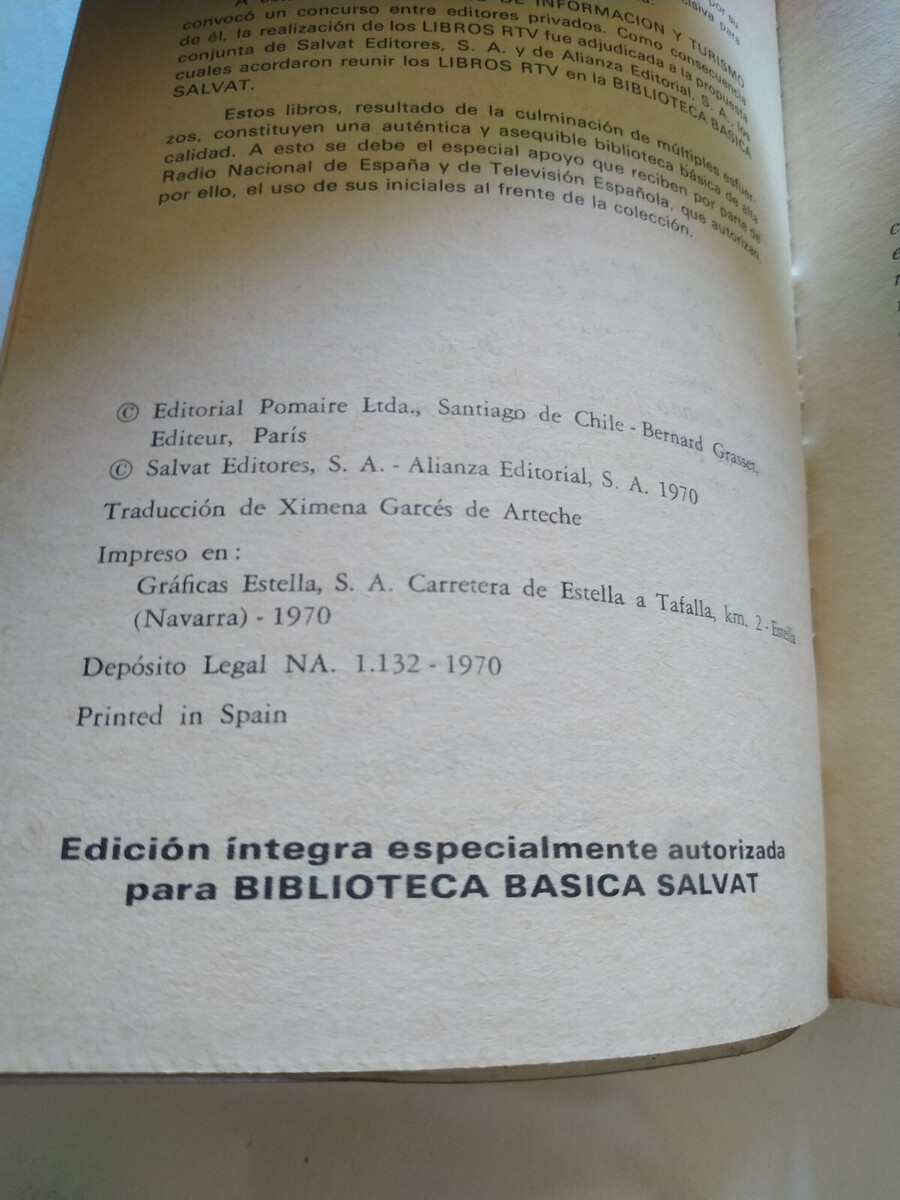 por su
decisiva para
DE INFORMACION Y TURISMO
convocó un concurso entre editores privados. Como consecuencia
de él, la realización de los LIBROS RTV fue adjudicada a la propuesta
conjunta de Salvat Editores, S. A. y de Alianza Editorial, S. A., los
cuales acordaron reunir los LIBROS RTV en la BIBLIOTECA BASICA
SALVAT.
Estos libros, resultado de la culminación de múltiples esfuer-
zos, constituyen una auténtica y asequible biblioteca básica de alta
calidad. A esto se debe el especial apoyo que reciben por parte de
Radio Nacional de España y de Televisión Española, que autorizan,
por ello, el uso de sus iniciales al frente de la colección.
© Editorial Pomaire Ltda., Santiago de Chile - Bernard Grasset,
Editeur, París
© Salvat Editores, S. A. - Alianza Editorial, S. A. 1970
Traducción de Ximena Garcés de Arteche
Impreso en:
Gráficas Estella, S. A. Carretera de Estella a Tafalla, km. 2 - Estella
(Navarra) - 1970
Depósito Legal NA. 1.132 - 1970
Printed in Spain
Edición íntegra especialmente autorizada
para BIBLIOTECA BASICA SALVAT